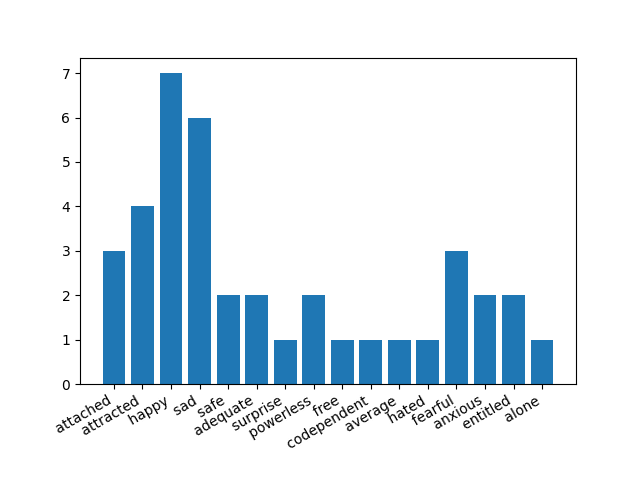 7
6
5
4
3
2
1
0
attached
attracted
happy
sad
safe
adequate
surprise
powerless
free
codependent
average
hated
fearful
anxious
entitled
alone